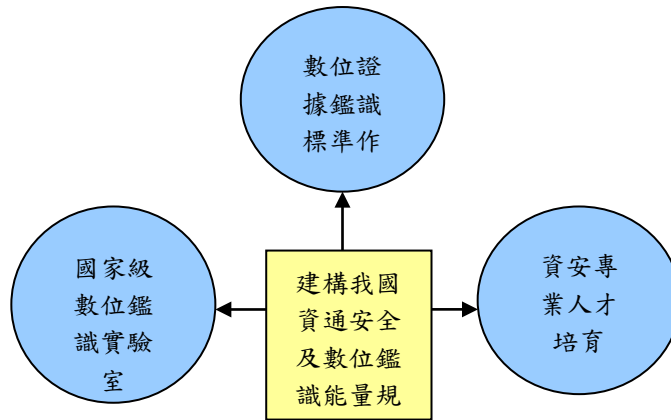 數位證
據鑑識
標準作
國家級
數位鑑
識實驗
室
建構我國
資通安全
及數位鑑
識能量規
資安專
業人才
培育